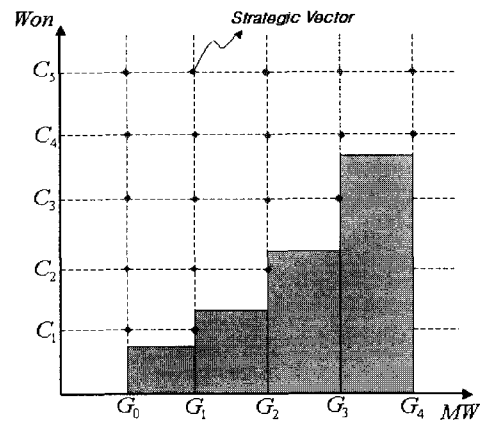 Won
Strategic Vector
C₅
C₄
C₃
C₂
C₁
G₀ G₁ G₂ G₃ G₄ MW